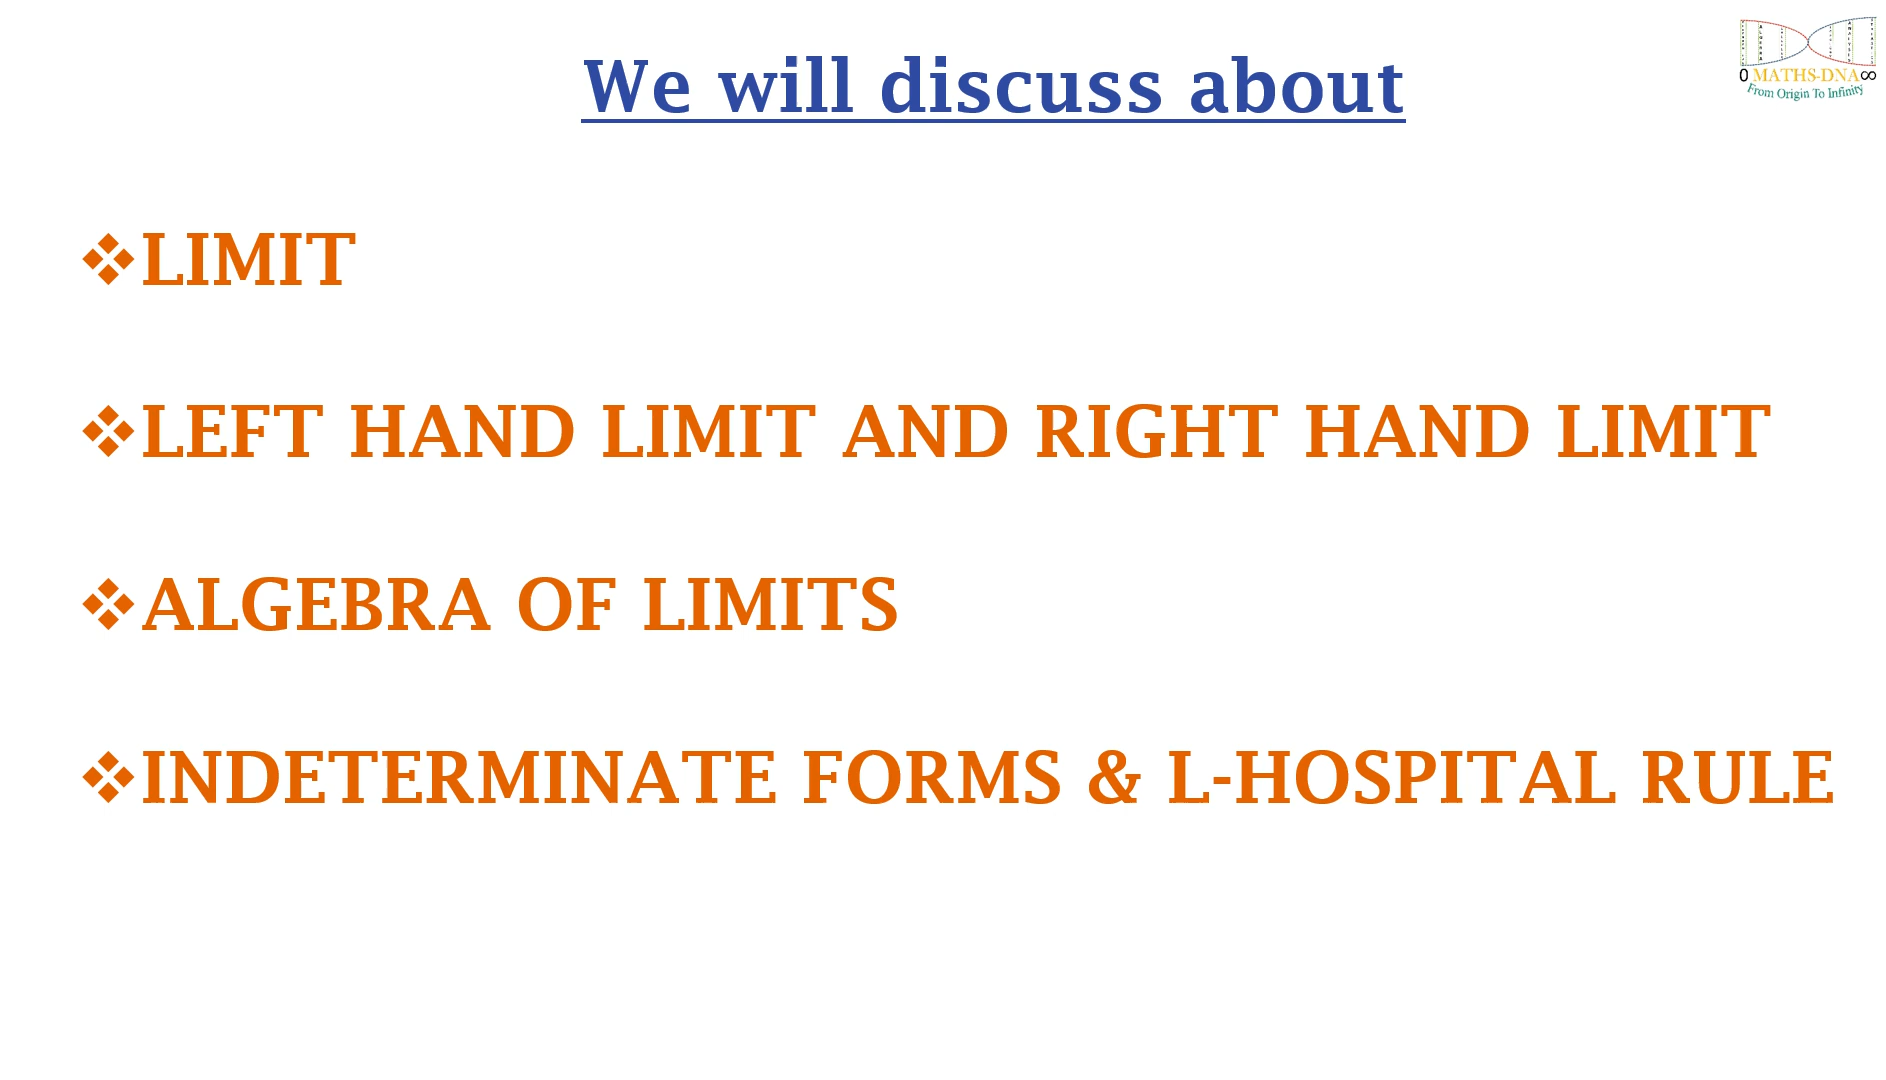 We will discuss about
0 MATHS-DNA∞
From Origin To Infinity
❖LIMIT
❖LEFT HAND LIMIT AND RIGHT HAND LIMIT
❖ALGEBRA OF LIMITS
❖INDETERMINATE FORMS & L-HOSPITAL RULE